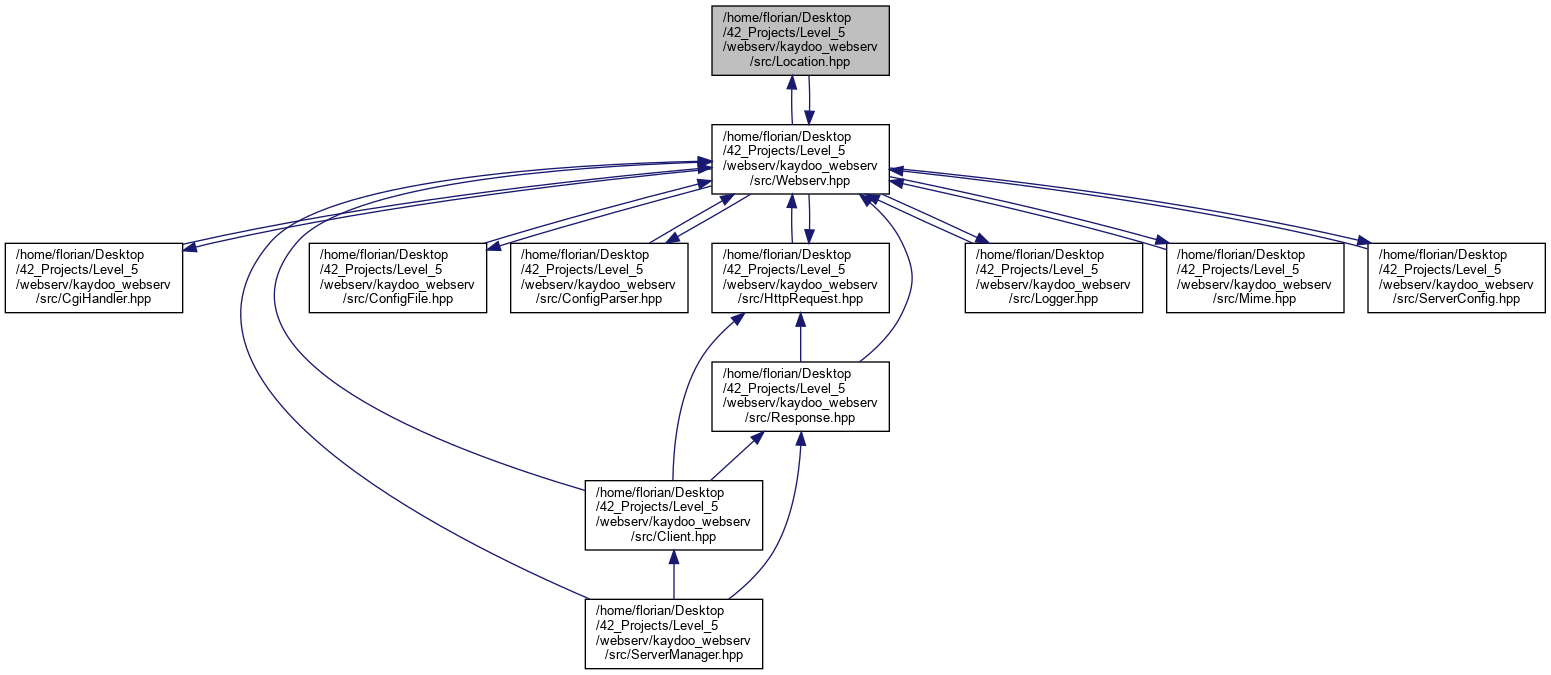 /home/florian/Desktop
/42_Projects/Level_5
/webserv/kaydoo_webserv
/src/Location.hpp
/home/florian/Desktop
/42_Projects/Level_5
/webserv/kaydoo_webserv
/src/Webserv.hpp
/home/florian/Desktop
/42_Projects/Level_5
/webserv/kaydoo_webserv
/src/CgiHandler.hpp
/home/florian/Desktop
/42_Projects/Level_5
/webserv/kaydoo_webserv
/src/ConfigFile.hpp
/home/florian/Desktop
/42_Projects/Level_5
/webserv/kaydoo_webserv
/src/ConfigParser.hpp
/home/florian/Desktop
/42_Projects/Level_5
/webserv/kaydoo_webserv
/src/HttpRequest.hpp
/home/florian/Desktop
/42_Projects/Level_5
/webserv/kaydoo_webserv
/src/Logger.hpp
/home/florian/Desktop
/42_Projects/Level_5
/webserv/kaydoo_webserv
/src/Mime.hpp
/home/florian/Desktop
/42_Projects/Level_5
/webserv/kaydoo_webserv
/src/ServerConfig.hpp
/home/florian/Desktop
/42_Projects/Level_5
/webserv/kaydoo_webserv
/src/Response.hpp
/home/florian/Desktop
/42_Projects/Level_5
/webserv/kaydoo_webserv
/src/Client.hpp
/home/florian/Desktop
/42_Projects/Level_5
/webserv/kaydoo_webserv
/src/ServerManager.hpp